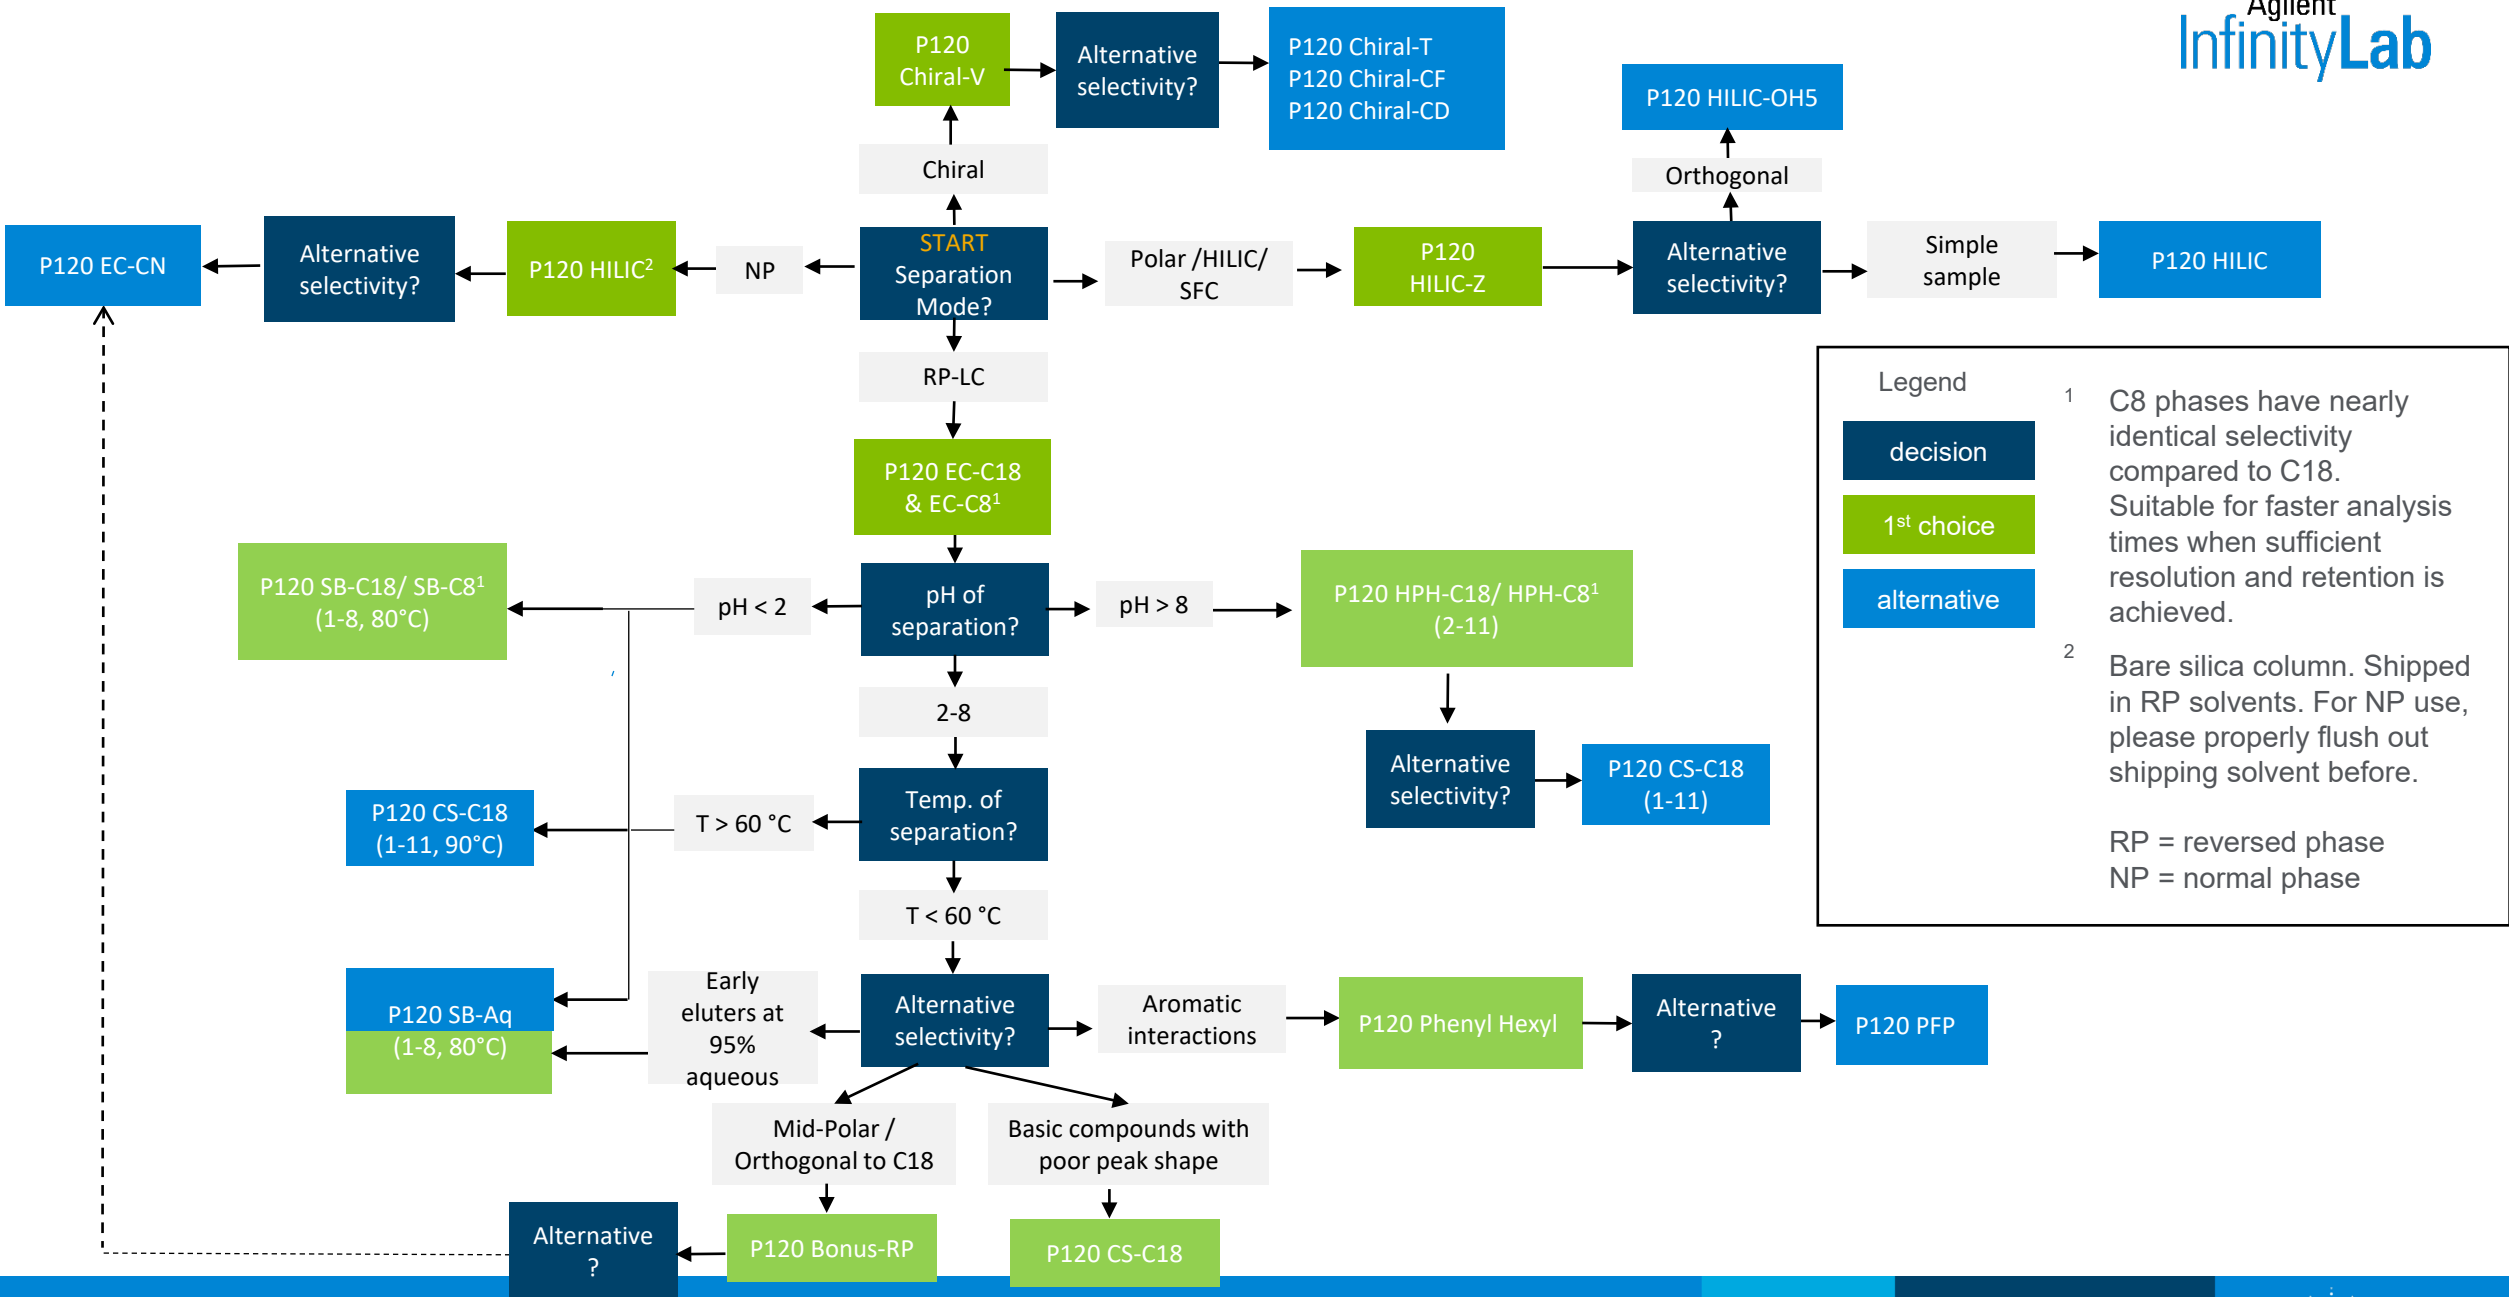 Agilent
InfinityLab
P120
Chiral-V
Alternative
selectivity?
P120 Chiral-T
P120 Chiral-CF
P120 Chiral-CD
P120 HILIC-OH5
Chiral
Orthogonal
P120 EC-CN
Alternative
selectivity?
P120 HILIC²
NP
START
Separation
Mode?
Polar /HILIC/
SFC
P120
HILIC-Z
Alternative
selectivity?
Simple
sample
P120 HILIC
RP-LC
P120 EC-C18
& EC-C8¹
P120 SB-C18/ SB-C8¹
(1-8, 80°C)
pH < 2
pH of
separation?
pH > 8
P120 HPH-C18/ HPH-C8¹
(2-11)
2-8
Alternative
selectivity?
P120 CS-C18
(1-11)
P120 CS-C18
(1-11, 90°C)
T > 60 °C
Temp. of
separation?
T < 60 °C
P120 SB-Aq
(1-8, 80°C)
Early
eluters at
95%
aqueous
Alternative
selectivity?
Aromatic
interactions
P120 Phenyl Hexyl
Alternative
?
P120 PFP
Mid-Polar /
Orthogonal to C18
Basic compounds with
poor peak shape
Alternative
?
P120 Bonus-RP
P120 CS-C18
Legend
decision
1st choice
alternative
1 C8 phases have nearly
identical selectivity
compared to C18.
Suitable for faster analysis
times when sufficient
resolution and retention is
achieved.
2 Bare silica column. Shipped
in RP solvents. For NP use,
please properly flush out
shipping solvent before.
RP = reversed phase
NP = normal phase